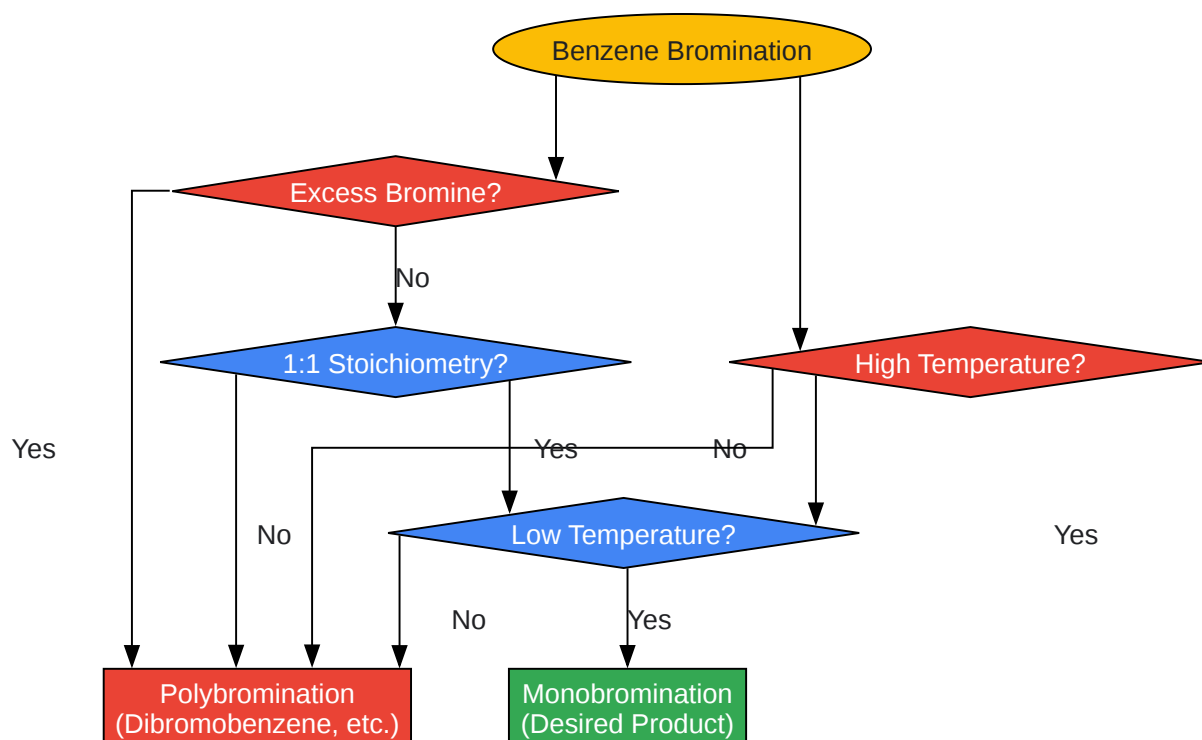 Benzene Bromination
Excess Bromine?
No
1:1 Stoichiometry?
High Temperature?
Yes
Yes
No
No
Low Temperature?
Yes
No
Yes
Polybromination
(Dibromobenzene, etc.)
Monobromination
(Desired Product)